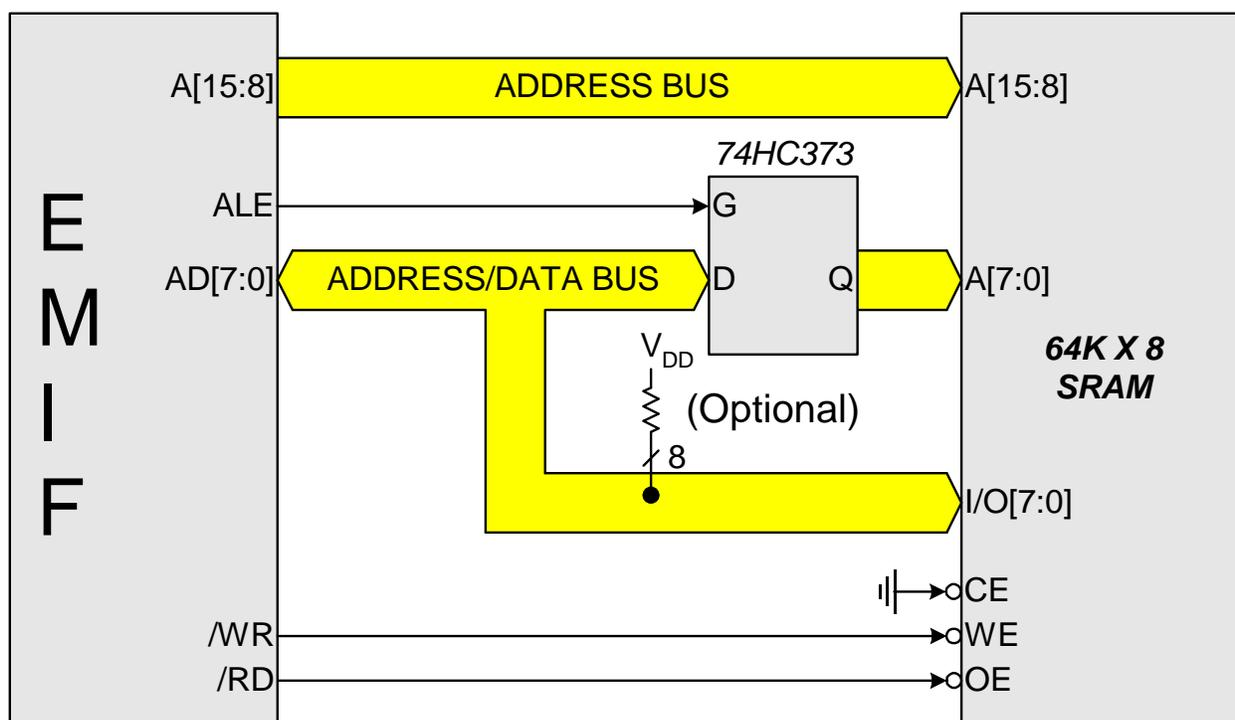 A[15:8] ADDRESS BUS A[15:8]
74HC373
ALE G
AD[7:0] ADDRESS/DATA BUS D Q A[7:0]
E
M
I
F
V DD
64K X 8
SRAM
(Optional)
8
I/O[7:0]
CE
/WR WE
/RD OE